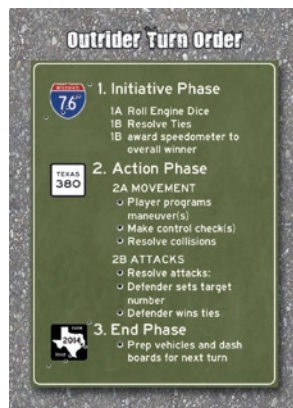 Outrider Turn Order
1. Initiative Phase
76
1A Roll Engine Dice
1B Resolve Ties
1B award speedometer to
overall winner
TEXAS
380
2. Action Phase
2A MOVEMENT
Player programs
maneuver(s)
Make control check(s)
Resolve collisions
2B ATTACKS
Resolve attacks:
Defender sets target
number
Defender wins ties
2014
3. End Phase
Prep vehicles and dash
boards for next turn